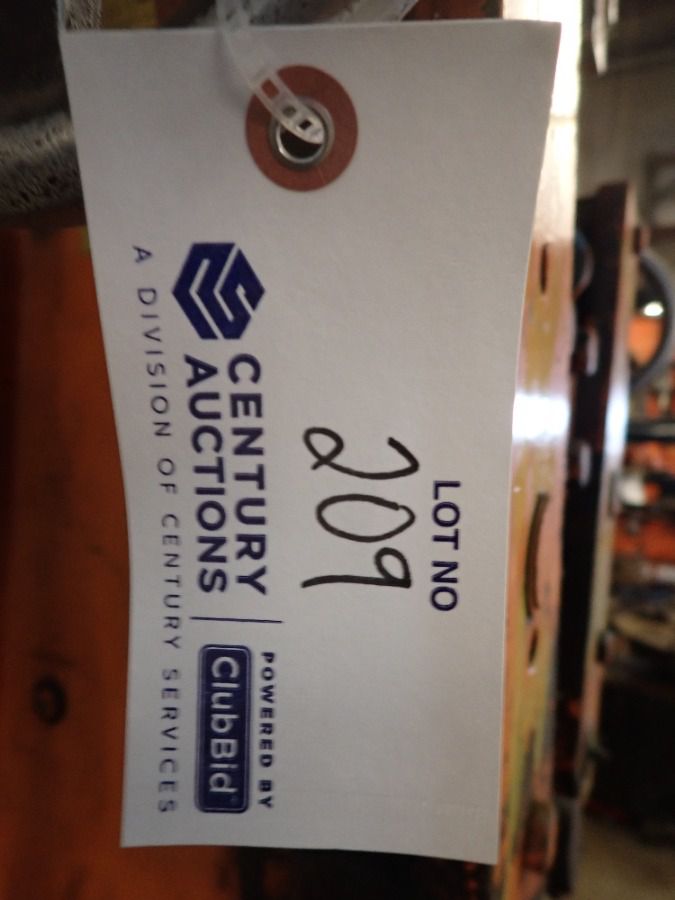 LOT NO
209
CENTURY
AUCTIONS
A DIVISION OF CENTURY SERVICES
POWERED BY
ClubBid